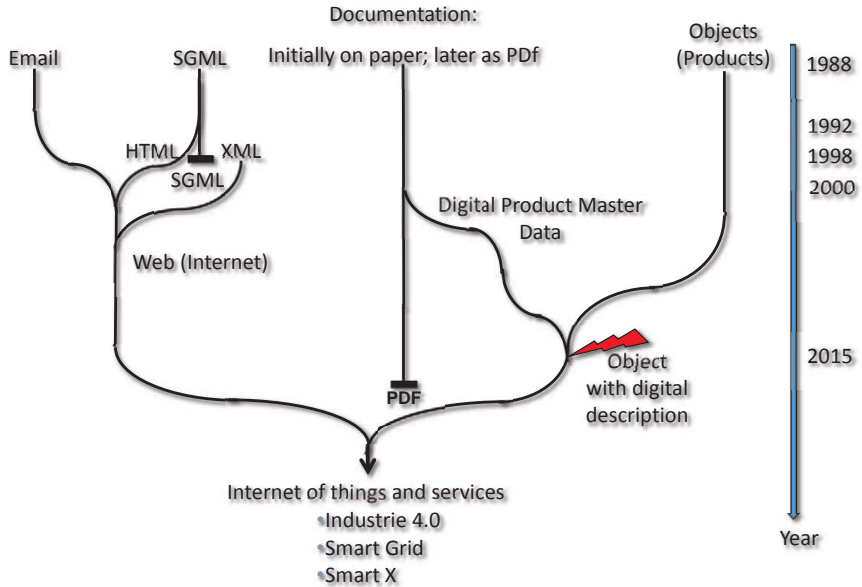 Documentation:
Initially on paper; later as PDf
Email
SGML
Objects
(Products)
1988
1992
1998
2000
2015
Year
HTML
XML
SGML
Digital Product Master
Data
Web (Internet)
Object
with digital
description
PDF
Internet of things and services
•Industrie 4.0
•Smart Grid
•Smart X